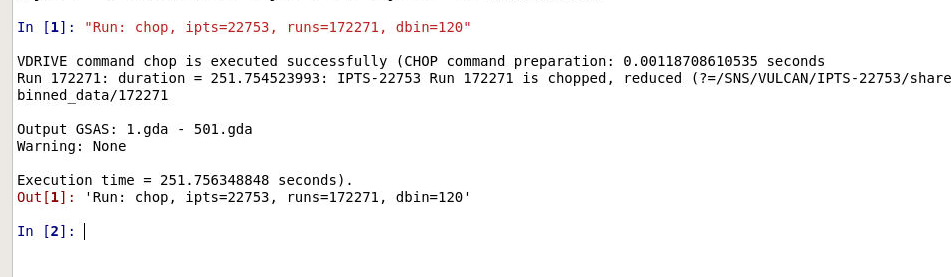 In [1]: "Run: chop, ipts=22753, runs=172271, dbin=120"
VDRIVE command chop is executed successfully (CHOP command preparation: 0.00118708610535 seconds
Run 172271: duration = 251.754523993: IPTS-22753 Run 172271 is chopped, reduced (?=/SNS/VULCAN/IPTS-22753/share
binned_data/172271
Output GSAS: 1.gda - 501.gda
Warning: None
Execution time = 251.756348848 seconds).
Out[1]: 'Run: chop, ipts=22753, runs=172271, dbin=120'
In [2]: